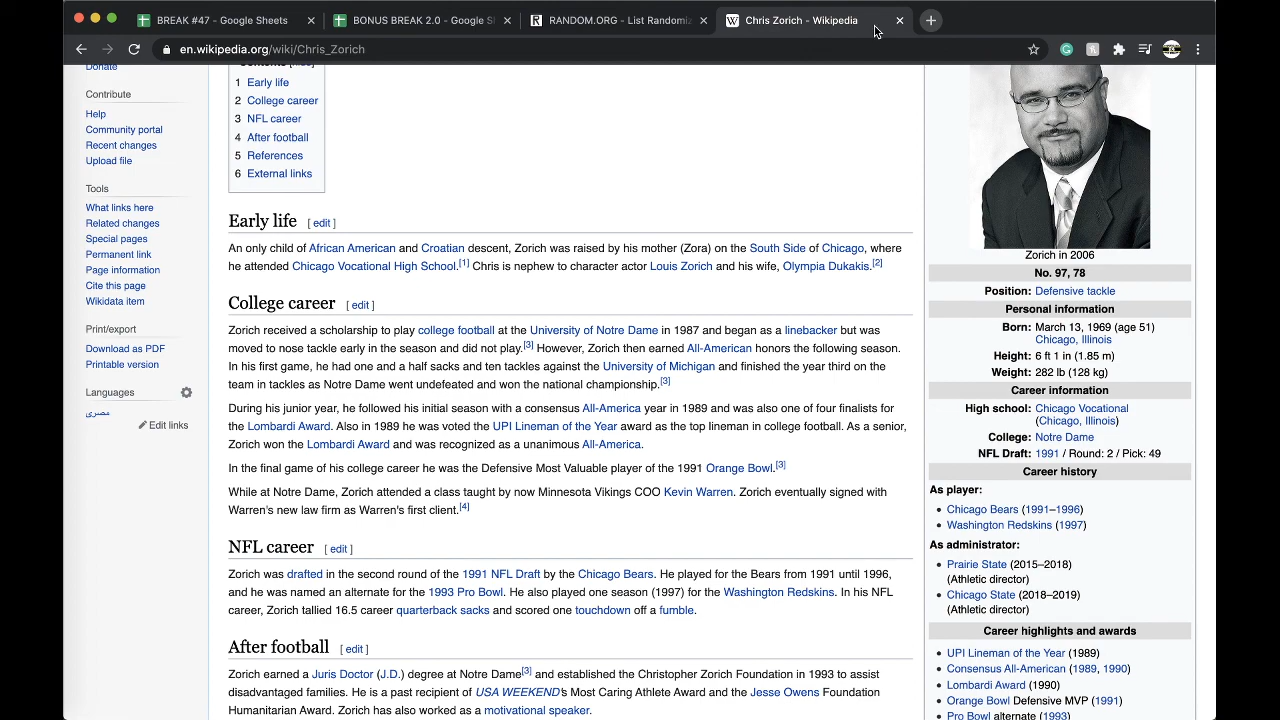 BREAK #47 - Google Sheets
BONUS BREAK 2.0 - Google S
RANDOM.ORG - List Randomiz
Chris Zorich - Wikipedia
en.wikipedia.org/wiki/Chris_Zorich
Donate
Contribute
Help
Community portal
Recent changes
Upload file
Tools
What links here
Related changes
Special pages
Permanent link
Page information
Cite this page
Wikidata item
Print/export
Download as PDF
Printable version
Languages
مصرى
Edit links
1 Early life
2 College career
3 NFL career
4 After football
5 References
6 External links
Early life [ edit ]
An only child of African American and Croatian descent, Zorich was raised by his mother (Zora) on the South Side of Chicago, where
he attended Chicago Vocational High School.[1] Chris is nephew to character actor Louis Zorich and his wife, Olympia Dukakis.[2]
College career [ edit ]
Zorich received a scholarship to play college football at the University of Notre Dame in 1987 and began as a linebacker but was
moved to nose tackle early in the season and did not play.[3] However, Zorich then earned All-American honors the following season.
In his first game, he had one and a half sacks and ten tackles against the University of Michigan and finished the year third on the
team in tackles as Notre Dame went undefeated and won the national championship.[3]
During his junior year, he followed his initial season with a consensus All-America year in 1989 and was also one of four finalists for
the Lombardi Award. Also in 1989 he was voted the UPI Lineman of the Year award as the top lineman in college football. As a senior,
Zorich won the Lombardi Award and was recognized as a unanimous All-America.
In the final game of his college career he was the Defensive Most Valuable player of the 1991 Orange Bowl.[3]
While at Notre Dame, Zorich attended a class taught by now Minnesota Vikings COO Kevin Warren. Zorich eventually signed with
Warren's new law firm as Warren's first client.[4]
NFL career [ edit ]
Zorich was drafted in the second round of the 1991 NFL Draft by the Chicago Bears. He played for the Bears from 1991 until 1996,
and he was named an alternate for the 1993 Pro Bowl. He also played one season (1997) for the Washington Redskins. In his NFL
career, Zorich tallied 16.5 career quarterback sacks and scored one touchdown off a fumble.
After football [ edit ]
Zorich earned a Juris Doctor (J.D.) degree at Notre Dame[3] and established the Christopher Zorich Foundation in 1993 to assist
disadvantaged families. He is a past recipient of USA WEEKEND's Most Caring Athlete Award and the Jesse Owens Foundation
Humanitarian Award. Zorich has also worked as a motivational speaker.
Zorich in 2006
No. 97, 78
Position: Defensive tackle
Personal information
Born: March 13, 1969 (age 51)
Chicago, Illinois
Height: 6 ft 1 in (1.85 m)
Weight: 282 lb (128 kg)
Career information
High school: Chicago Vocational
(Chicago, Illinois)
College: Notre Dame
NFL Draft: 1991 / Round: 2 / Pick: 49
Career history
As player:
• Chicago Bears (1991–1996)
• Washington Redskins (1997)
As administrator:
• Prairie State (2015–2018)
(Athletic director)
• Chicago State (2018–2019)
(Athletic director)
Career highlights and awards
• UPI Lineman of the Year (1989)
• Consensus All-American (1989, 1990)
• Lombardi Award (1990)
• Orange Bowl Defensive MVP (1991)
• Pro Bowl alternate (1993)